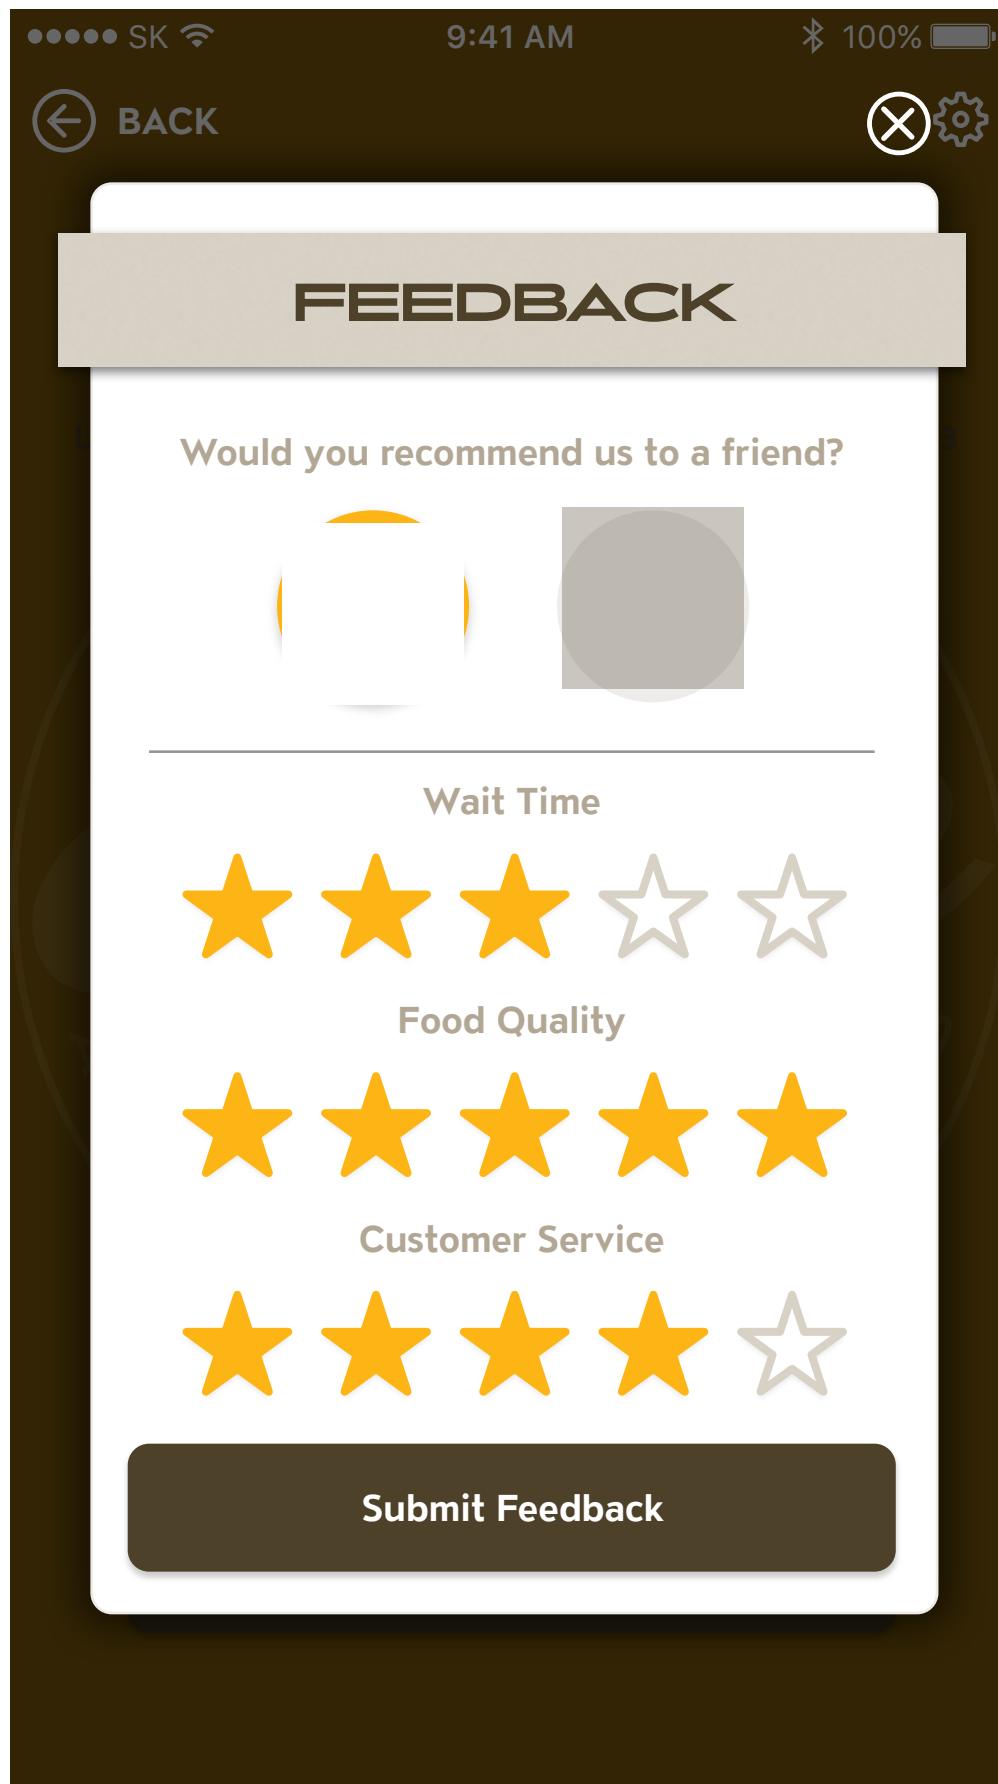 SK 9:41 AM 100%
BACK
FEEDBACK
Would you recommend us to a friend?
Wait Time
Food Quality
Customer Service
Submit Feedback